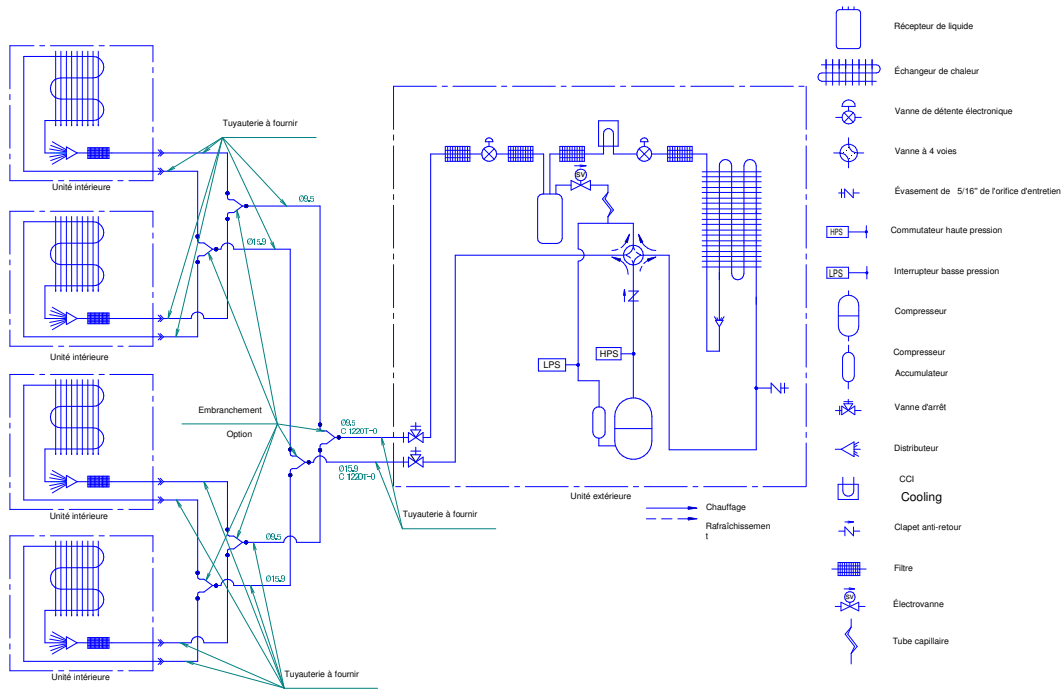 Unité intérieure
Unité intérieure
Unité intérieure
Unité intérieure
Tuyauterie à fournir
Ø9.5
Ø15.9
Embranchement
Option
Ø9.5
C 1220T-0
Ø15.9
C 1220T-0
Tuyauterie à fournir
Ø9.5
Ø15.9
Tuyauterie à fournir
SV
LPS
HPS
Unité extérieure
Chauffage
Rafraîchissemen
t
Récepteur de liquide
Échangeur de chaleur
Vanne de détente électronique
Vanne à 4 voies
Évasement de 5/16" de l'orifice d'entretien
HPS
Commutateur haute pression
LPS
Interrupteur basse pression
Compresseur
Compresseur
Accumulateur
Vanne d'arrêt
Distributeur
CCI
Cooling
Clapet anti-retour
Filtre
SV
Électrovanne
Tube capillaire